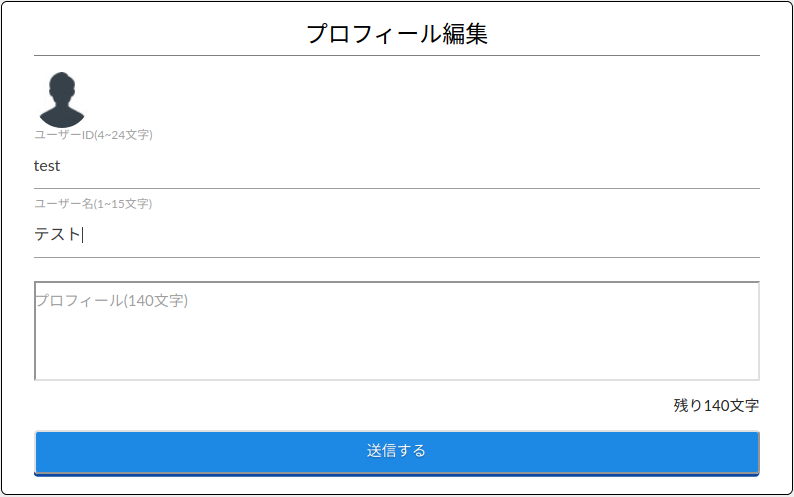 プロフィール編集
ユーザーID(4~24文字)
test
ユーザー名(1~15文字)
テスト
プロフィール(140文字)
残り140文字
送信する